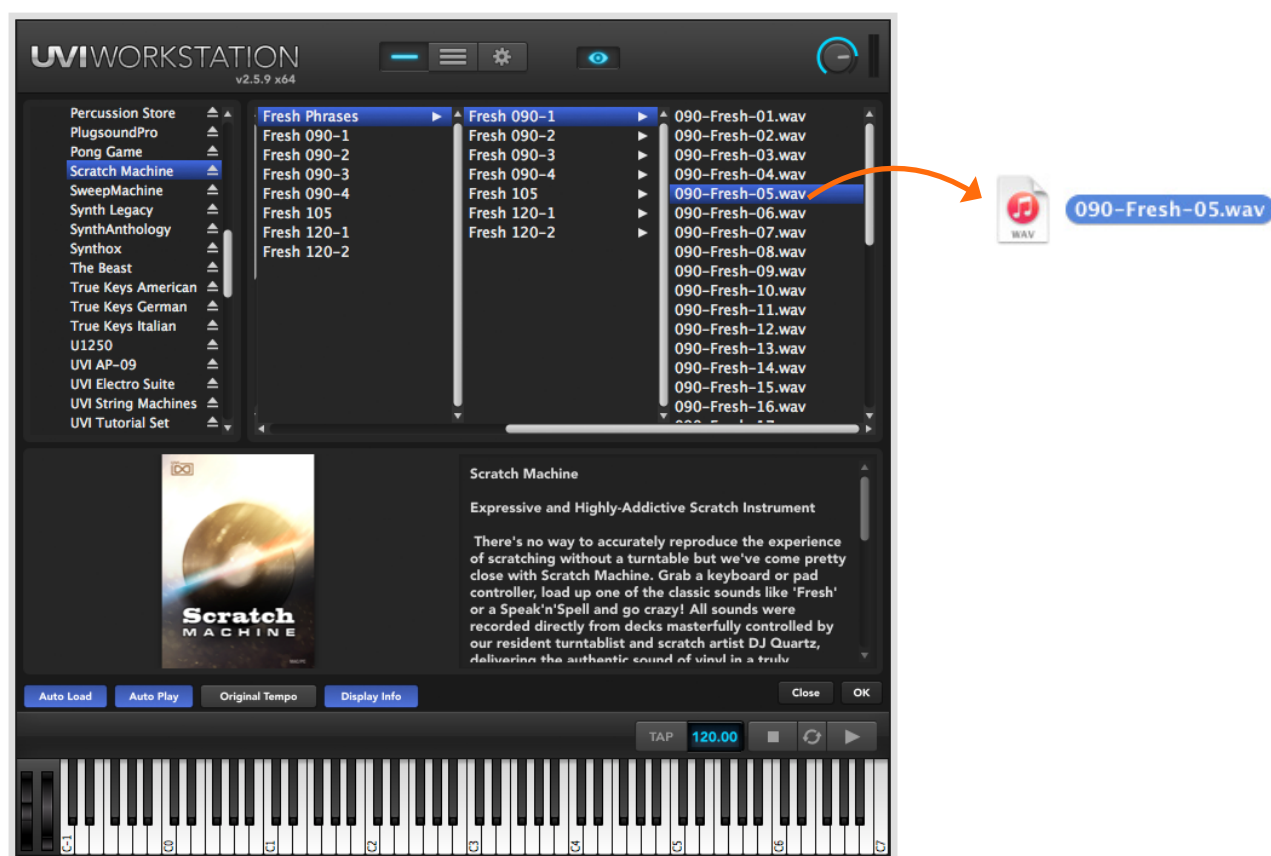 UVIWORKSTATION
v2.5.9 x64
Percussion Store
PlugsoundPro
Pong Game
Scratch Machine
SweepMachine
Synth Legacy
SynthAnthology
Synthox
The Beast
True Keys American
True Keys German
True Keys Italian
U1250
UVI AP-09
UVI Electro Suite
UVI String Machines
UVI Tutorial Set
Fresh Phrases
Fresh 090-1
Fresh 090-2
Fresh 090-3
Fresh 090-4
Fresh 105
Fresh 120-1
Fresh 120-2
Fresh 090-1
Fresh 090-2
Fresh 090-3
Fresh 090-4
Fresh 105
Fresh 120-1
Fresh 120-2
090-Fresh-01.wav
090-Fresh-02.wav
090-Fresh-03.wav
090-Fresh-04.wav
090-Fresh-05.wav
090-Fresh-06.wav
090-Fresh-07.wav
090-Fresh-08.wav
090-Fresh-09.wav
090-Fresh-10.wav
090-Fresh-11.wav
090-Fresh-12.wav
090-Fresh-13.wav
090-Fresh-14.wav
090-Fresh-15.wav
090-Fresh-16.wav
WAV
090-Fresh-05.wav
Scratch
MACHINE
Scratch Machine
Expressive and Highly-Addictive Scratch Instrument
There's no way to accurately reproduce the experience
of scratching without a turntable but we've come pretty
close with Scratch Machine. Grab a keyboard or pad
controller, load up one of the classic sounds like 'Fresh'
or a Speak'n'Spell and go crazy! All sounds were
recorded directly from decks masterfully controlled by
our resident turntablist and scratch artist DJ Quartz,
delivering the authentic sound of vinyl in a truly
Auto Load
Auto Play
Original Tempo
Display Info
Close
OK
TAP
120.00
C-1
C0
C1
C2
C3
C4
C5
C6
C7